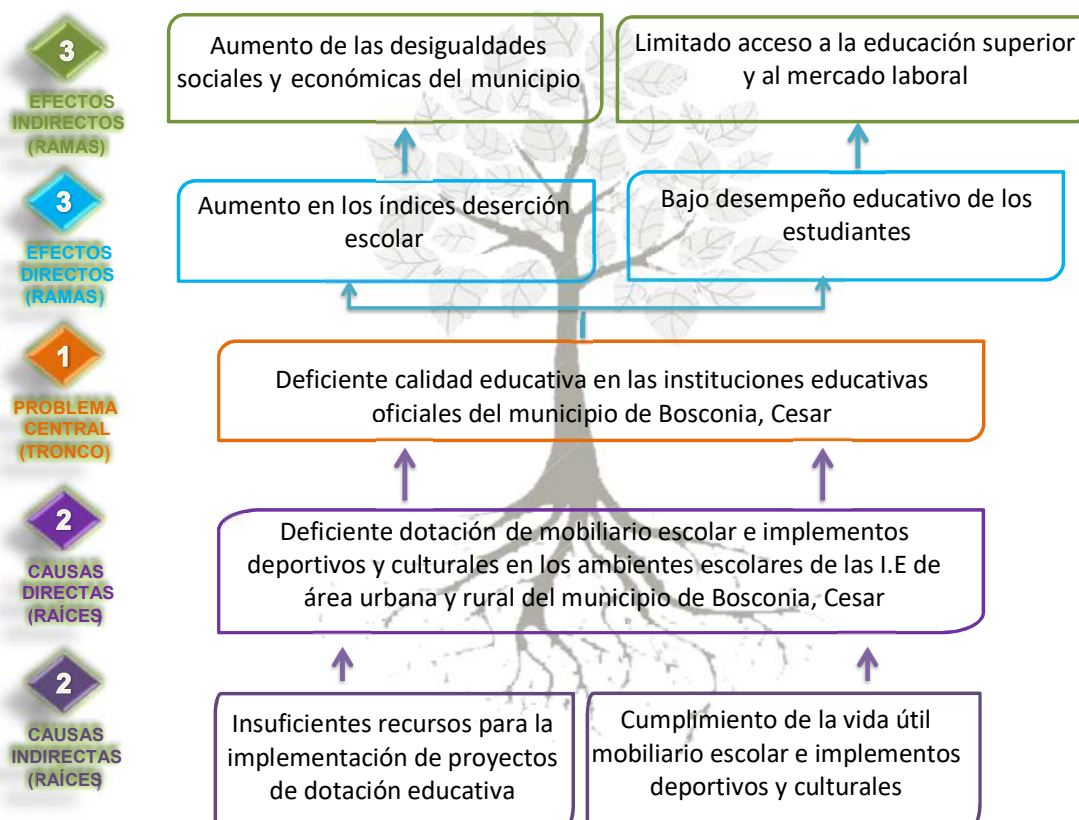 3
EFECTOS
INDIRECTOS
(RAMAS)
Aumento de las desigualdades
sociales y económicas del municipio
Limitado acceso a la educación superior
y al mercado laboral
3
EFECTOS
DIRECTOS
(RAMAS)
Aumento en los índices deserción
escolar
Bajo desempeño educativo de los
estudiantes
1
PROBLEMA
CENTRAL
(TRONCO)
Deficiente calidad educativa en las instituciones educativas
oficiales del municipio de Bosconia, Cesar
2
CAUSAS
DIRECTAS
(RAÍCES)
Deficiente dotación de mobiliario escolar e implementos
deportivos y culturales en los ambientes escolares de las I.E de
área urbana y rural del municipio de Bosconia, Cesar
2
CAUSAS
INDIRECTAS
(RAÍCES)
Insuficientes recursos para la
implementación de proyectos
de dotación educativa
Cumplimiento de la vida útil
mobiliario escolar e implementos
deportivos y culturales